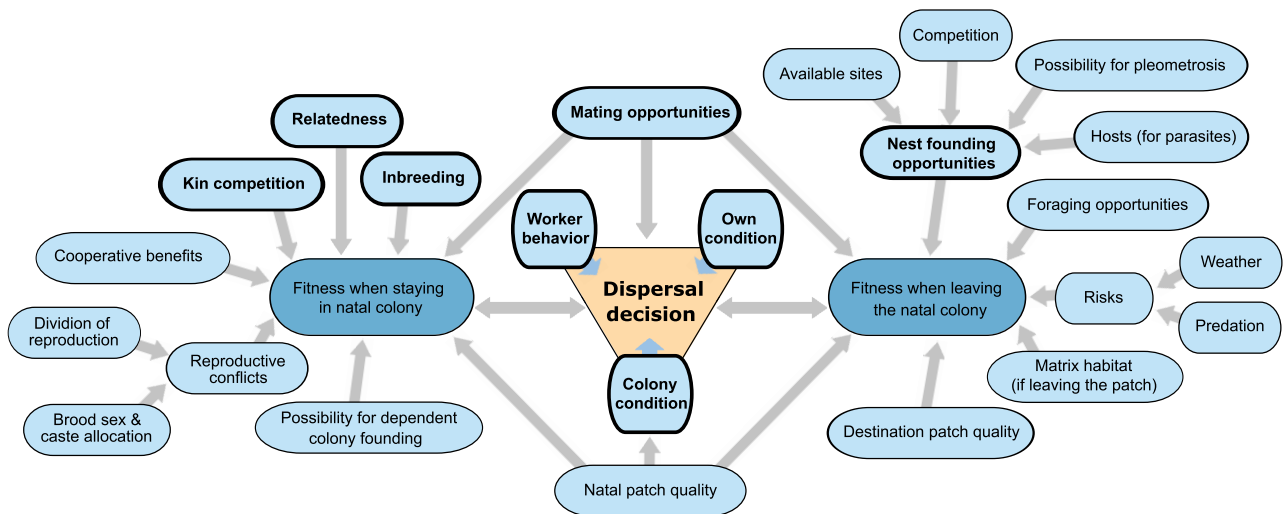 Competition
Available sites
Possibility for pleometrosis
Mating opportunities
Relatedness
Nest founding
opportunities
Hosts (for parasites)
Kin competition
Inbreeding
Worker
behavior
Own
condition
Foraging opportunities
Cooperative benefits
Weather
Fitness when staying
in natal colony
Dispersal
decision
Fitness when leaving
the natal colony
Risks
Dividion of
reproduction
Predation
Reproductive
conflicts
Colony
condition
Matrix habitat
(if leaving the patch)
Brood sex &
caste allocation
Possibility for dependent
colony founding
Destination patch quality
Natal patch quality